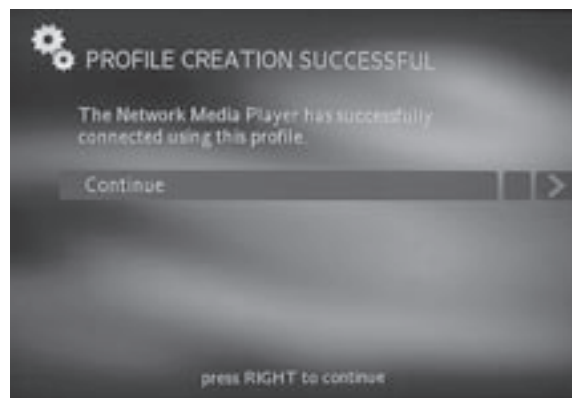 PROFILE CREATION SUCCESSFUL
The Network Media Player has successfully
connected using this profile.
Continue
press RIGHT to continue